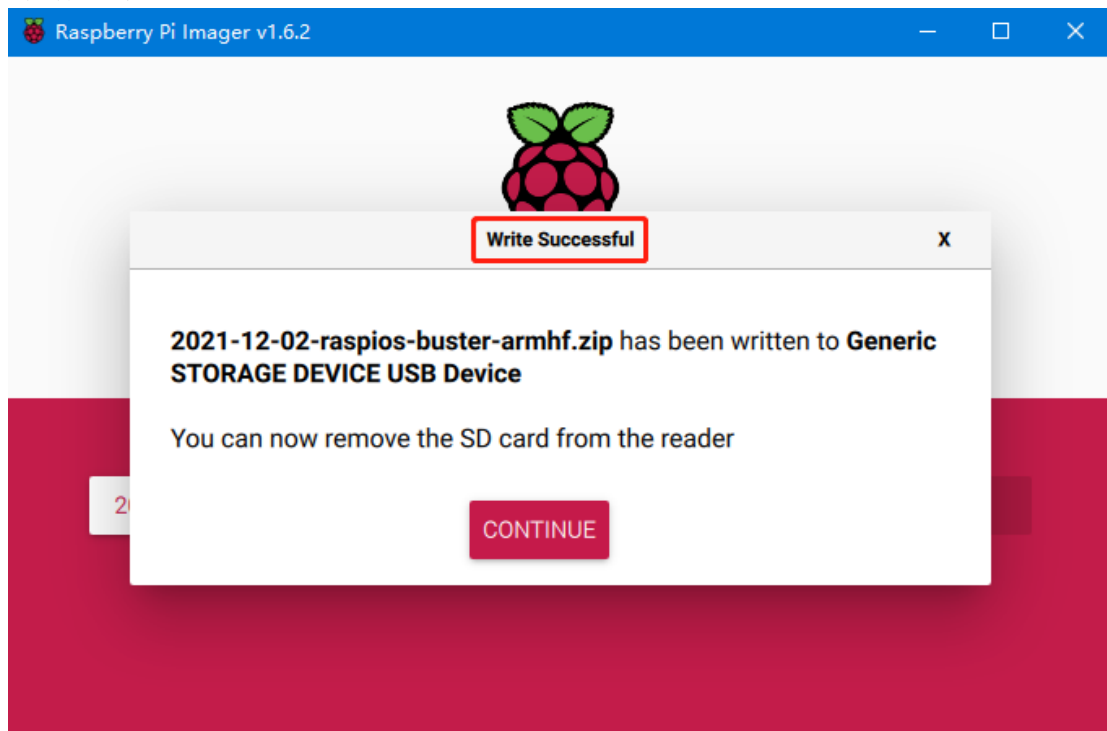 Raspberry Pi Imager v1.6.2
Write Successful X
2021-12-02-raspios-buster-armhf.zip has been written to Generic
STORAGE DEVICE USB Device
You can now remove the SD card from the reader
2
CONTINUE